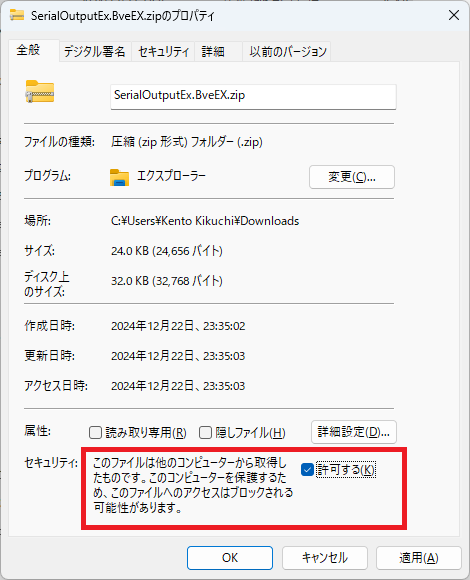 SerialOutputEx.BveEX.zipのプロパティ
全般 デジタル署名 セキュリティ 詳細 以前のバージョン
SerialOutputEx.BveEX.zip
ファイルの種類: 圧縮 (zip 形式) フォルダー (.zip)
プログラム: エクスプローラー 変更(C)...
場所: C:¥Users¥Kento Kikuchi¥Downloads
サイズ: 24.0 KB (24,656 バイト)
ディスク上
のサイズ: 32.0 KB (32,768 バイト)
作成日時: 2024年12月22日、23:35:02
更新日時: 2024年12月22日、23:35:03
アクセス日時: 2024年12月22日、23:35:03
属性: 読み取り専用(R) 隠しファイル(H) 詳細設定(D)...
セキュリティ: このファイルは他のコンピューターから取得し
たものです。このコンピューターを保護するた
め、このファイルへのアクセスはブロックされる
可能性があります。
許可する(K)
OK キャンセル 適用(A)